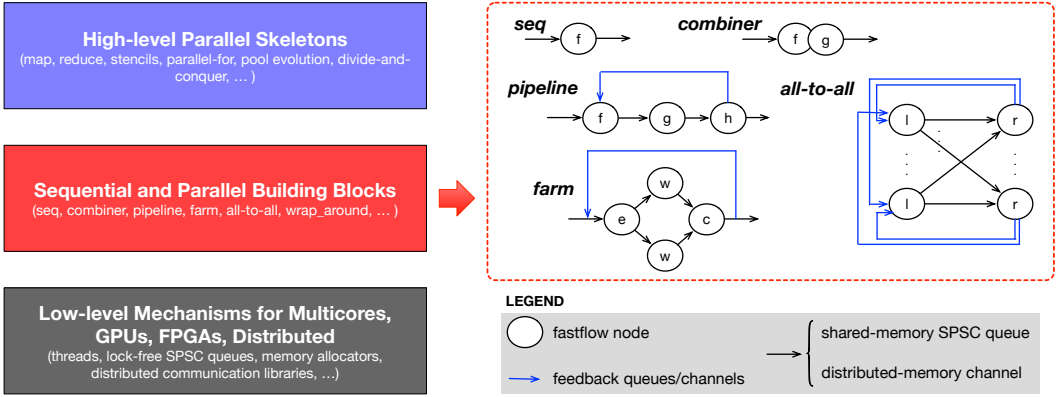 High-level Parallel Skeletons
(map, reduce, stencils, parallel-for, pool evolution, divide-and-
conquer, ... )
Sequential and Parallel Building Blocks
(seq, combiner, pipeline, farm, all-to-all, wrap_around, ... )
Low-level Mechanisms for Multicores,
GPUs, FPGAs, Distributed
(threads, lock-free SPSC queues, memory allocators,
distributed communication libraries, ...)
seq
f
combiner
f g
pipeline
f g h
all-to-all
l r
l r
farm
w
e c
w
LEGEND
fastflow node
feedback queues/channels
shared-memory SPSC queue
distributed-memory channel